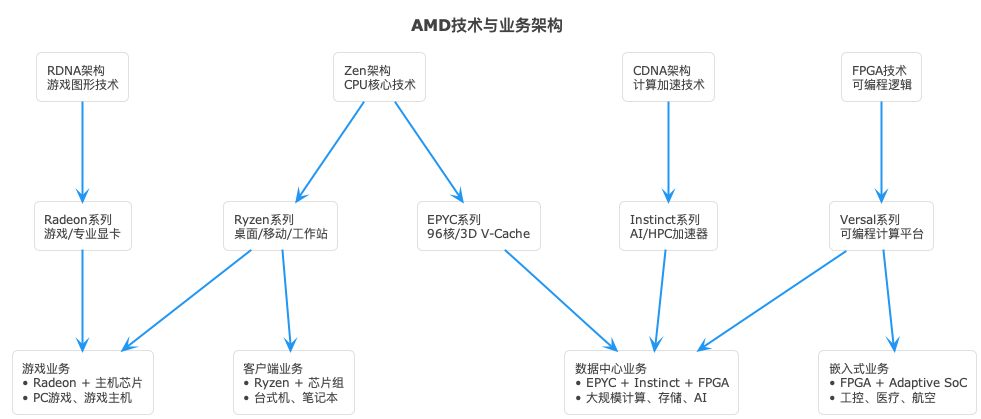 AMD技术与业务架构
RDNA架构
游戏图形技术
Zen架构
CPU核心技术
CDNA架构
计算加速技术
FPGA技术
可编程逻辑
Radeon系列
游戏/专业显卡
Ryzen系列
桌面/移动/工作站
EPYC系列
96核/3D V-Cache
Instinct系列
AI/HPC加速器
Versal系列
可编程计算平台
游戏业务
• Radeon + 主机芯片
• PC游戏、游戏主机
客户端业务
• Ryzen + 芯片组
• 台式机、笔记本
数据中心业务
• EPYC + Instinct + FPGA
• 大规模计算、存储、AI
嵌入式业务
• FPGA + Adaptive SoC
• 工控、医疗、航空